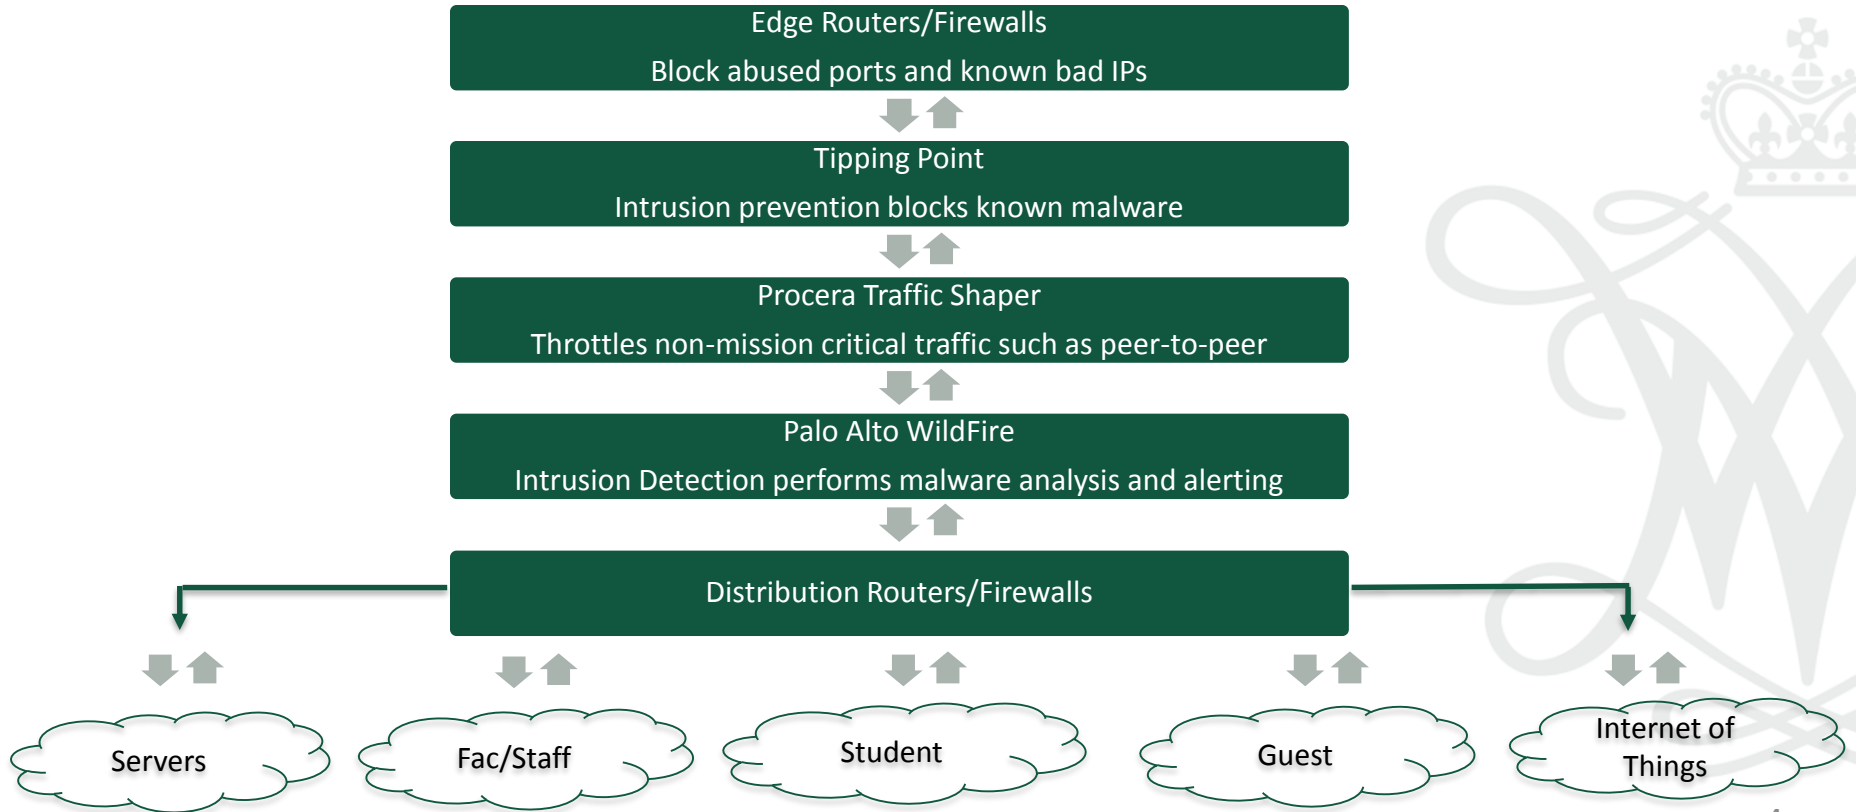 Edge Routers/Firewalls
Block abused ports and known bad IPs
Tipping Point
Intrusion prevention blocks known malware
Procera Traffic Shaper
Throttles non-mission critical traffic such as peer-to-peer
Palo Alto WildFire
Intrusion Detection performs malware analysis and alerting
Distribution Routers/Firewalls
Servers
Fac/Staff
Student
Guest
Internet of
Things